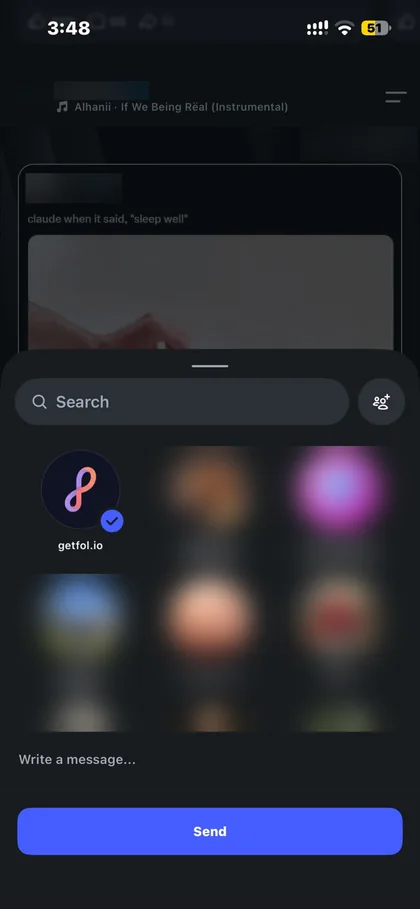 3:48
51
Alhanii · If We Being Rëal (Instrumental)
claude when it said, "sleep well"
Search
getfol.io
Write a message...
Send